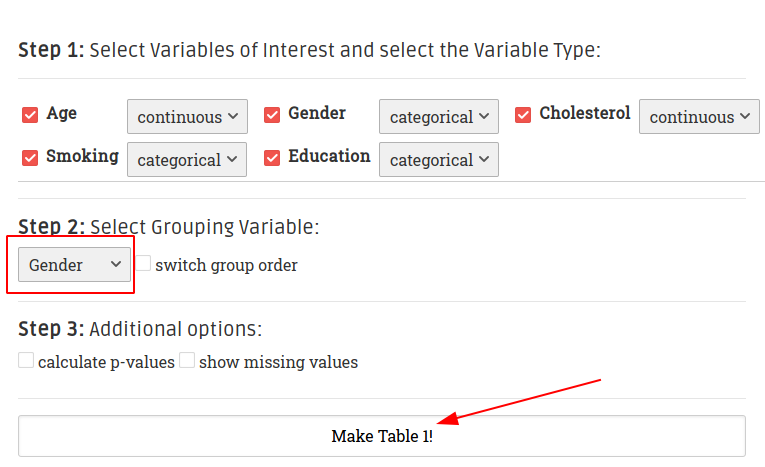 Step 1: Select Variables of Interest and select the Variable Type:
Age continuous Gender categorical Cholesterol continuous
Smoking categorical Education categorical
Step 2: Select Grouping Variable:
Gender switch group order
Step 3: Additional options:
calculate p-values show missing values
Make Table 1!